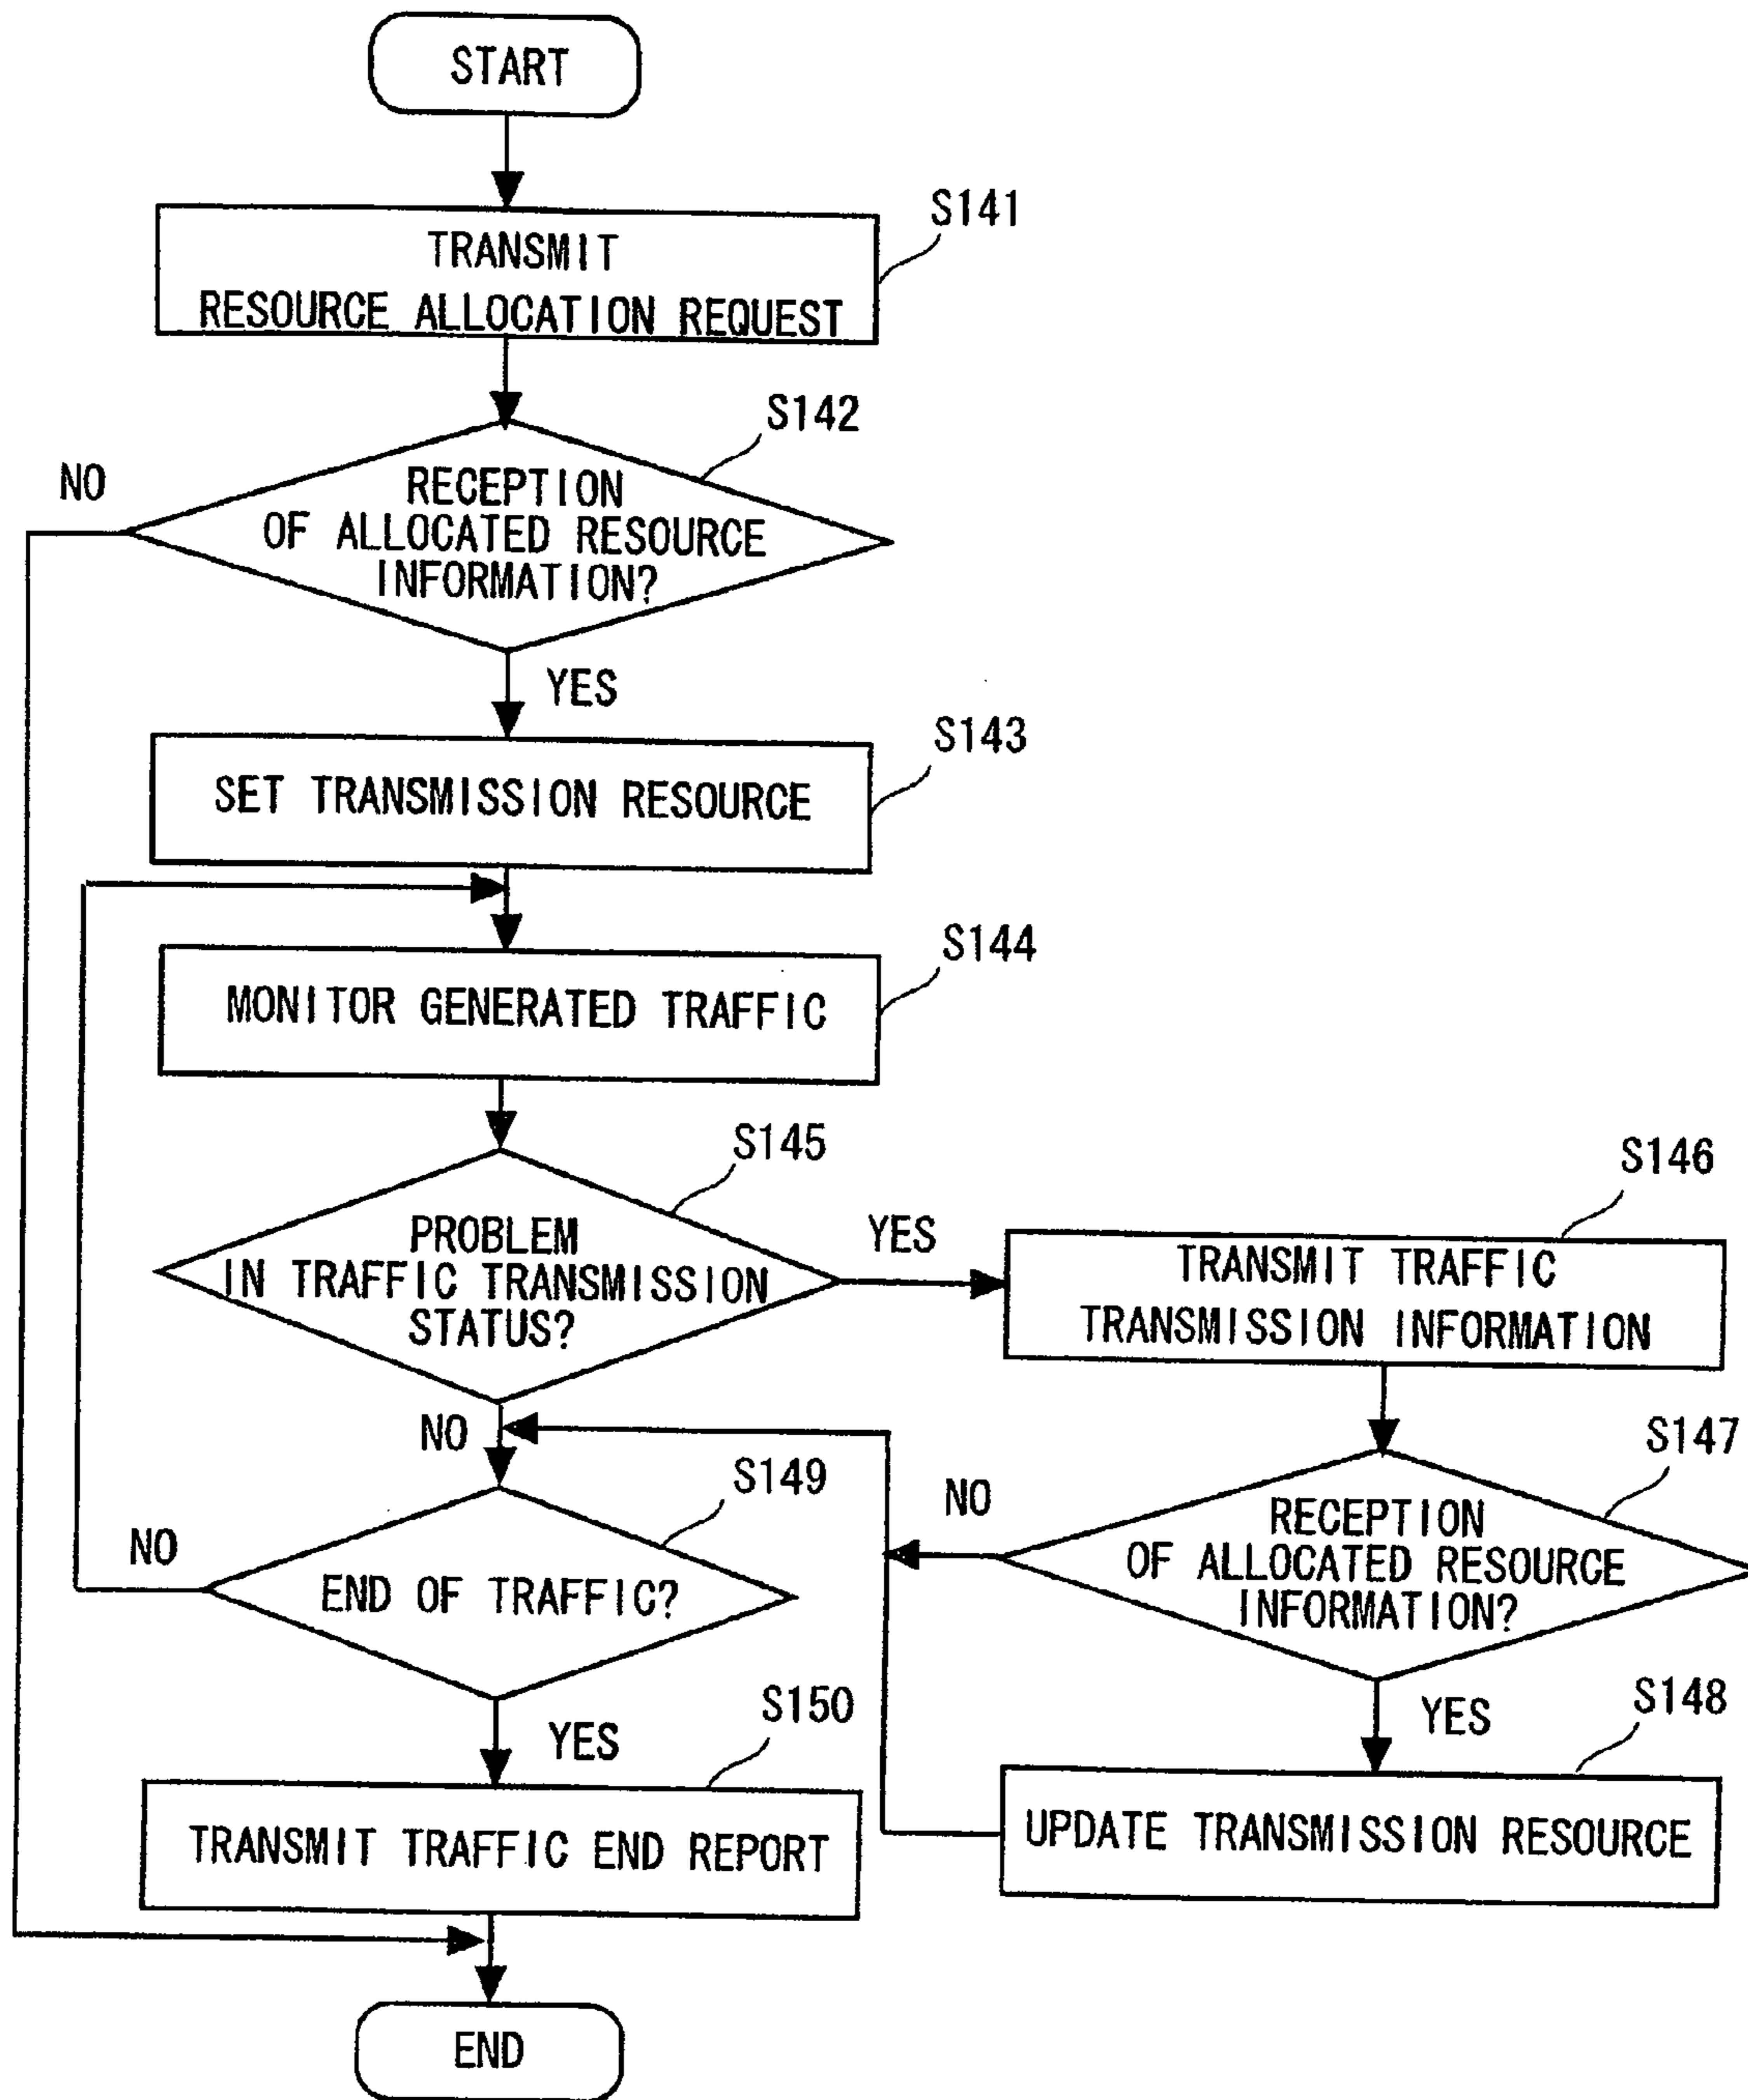 START
S141
TRANSMIT
RESOURCE ALLOCATION REQUEST
S142
NO
RECEPTION
OF ALLOCATED RESOURCE
INFORMATION?
YES
S143
SET TRANSMISSION RESOURCE
S144
MONITOR GENERATED TRAFFIC
S145
PROBLEM
IN TRAFFIC TRANSMISSION
STATUS?
YES
S146
TRANSMIT TRAFFIC
TRANSMISSION INFORMATION
NO
S147
NO
RECEPTION
OF ALLOCATED RESOURCE
INFORMATION?
S149
NO
END OF TRAFFIC?
YES
S148
UPDATE TRANSMISSION RESOURCE
YES
S150
TRANSMIT TRAFFIC END REPORT
END